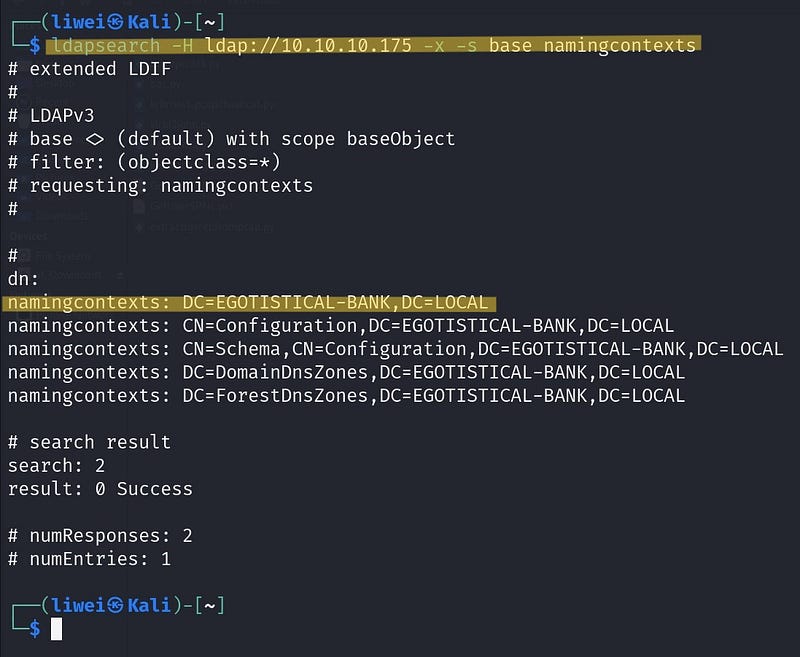 ┌──(liwei㉿Kali)-[~]
└─$ ldapsearch -H ldap://10.10.10.175 -x -s base namingcontexts
# extended LDIF
#
# LDAPv3
# base <> (default) with scope baseObject
# filter: (objectclass=*)
# requesting: namingcontexts
#

#
dn:
namingcontexts: DC=EGOTISTICAL-BANK,DC=LOCAL
namingcontexts: CN=Configuration,DC=EGOTISTICAL-BANK,DC=LOCAL
namingcontexts: CN=Schema,CN=Configuration,DC=EGOTISTICAL-BANK,DC=LOCAL
namingcontexts: DC=DomainDnsZones,DC=EGOTISTICAL-BANK,DC=LOCAL
namingcontexts: DC=ForestDnsZones,DC=EGOTISTICAL-BANK,DC=LOCAL

# search result
search: 2
result: 0 Success

# numResponses: 2
# numEntries: 1

┌──(liwei㉿Kali)-[~]
└─$